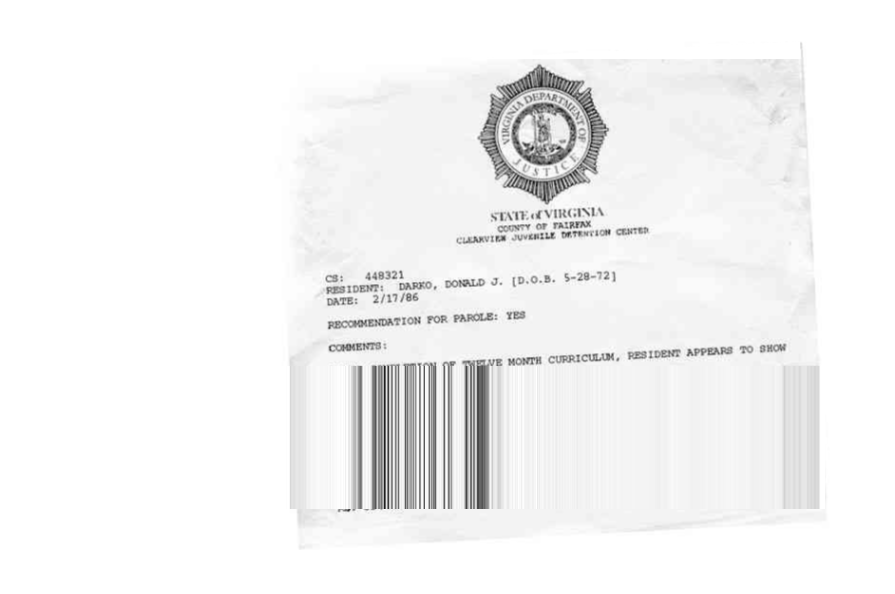 VIRGINIA DEPARTMENT OF
JUSTICE
STATE of VIRGINIA
COUNTY OF FAIRFAX
CLEARVIEW JUVENILE DETENTION CENTER
CS: 448321
RESIDENT: DARKO, DONALD J. [D.O.B. 5-28-72]
DATE: 2/17/86
RECOMMENDATION FOR PAROLE: YES
COMMENTS:
OF TWELVE MONTH CURRICULUM, RESIDENT APPEARS TO SHOW